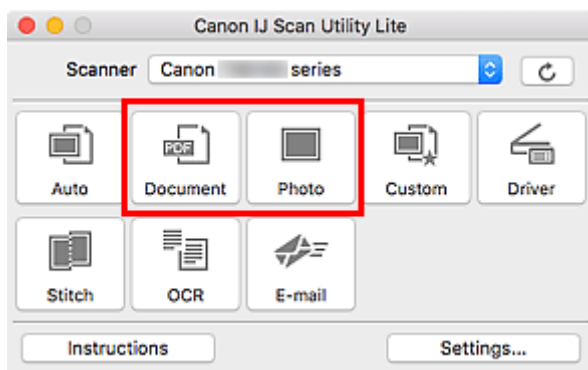 Canon IJ Scan Utility Lite
Scanner Canon series
Auto Document Photo Custom Driver
PDF
Stitch OCR E-mail
Instructions Settings...